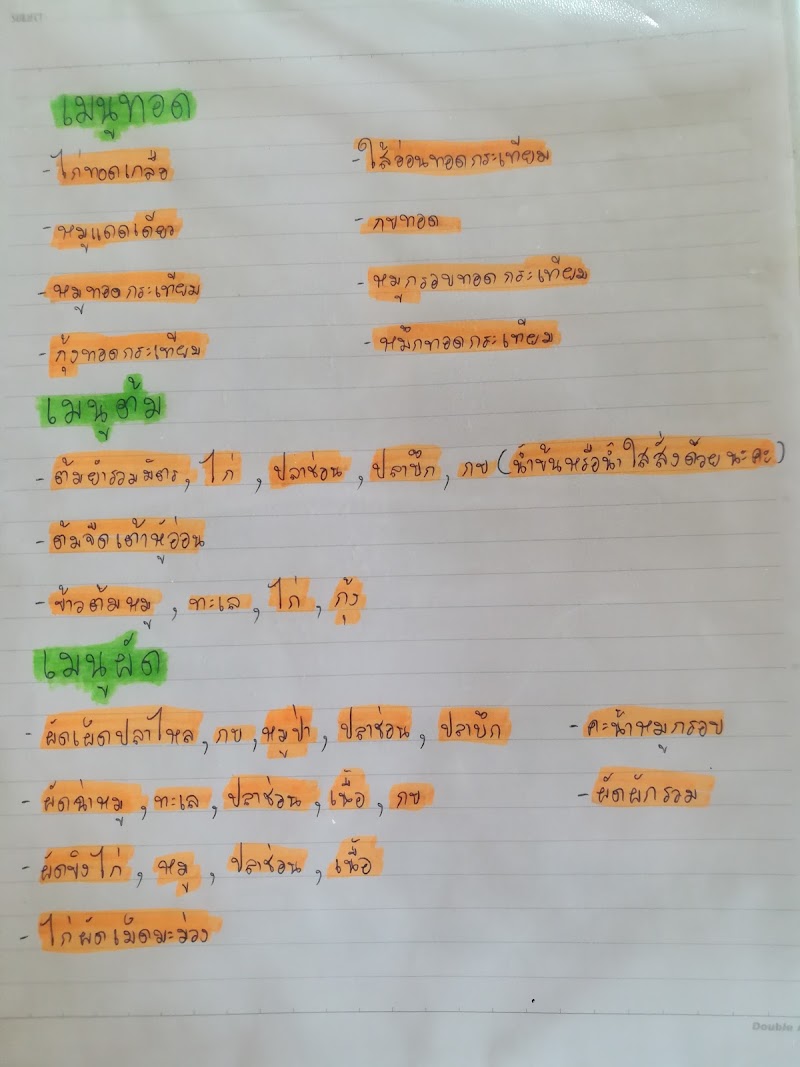 SUBJECT
เมนูทอด
- ไก่ทอดเกลือ
- ไส้อ่อนทอดกระเทียม
- หมูแดดเดียว
- กบทอด
- หมูทอดกระเทียม
- หมูกรอบทอดกระเทียม
- กุ้งทอดกระเทียม
- หมึกทอดกระเทียม
เมนูต้ม
- ต้มยำรวมมิตร, ไก่, ปลาช่อน, ปลาบึก, กบ (น้ำข้นหรือน้ำใสสั่งด้วยนะคะ)
- ต้มจืดเต้าหู้อ่อน
- ข้าวต้มหมู, ทะเล, ไก่, กุ้ง
เมนูผัด
- ผัดเผ็ดปลาไหล, กบ, หมูป่า, ปลาช่อน, ปลาบึก
- คะน้าหมูกรอบ
- ผัดฉ่าหมู, ทะเล, ปลาช่อน, เนื้อ, กบ
- ผัดผักรวม
- ผัดขิงไก่, หมู, ปลาช่อน, เนื้อ
- ไก่ผัดเม็ดมะม่วง
Double A